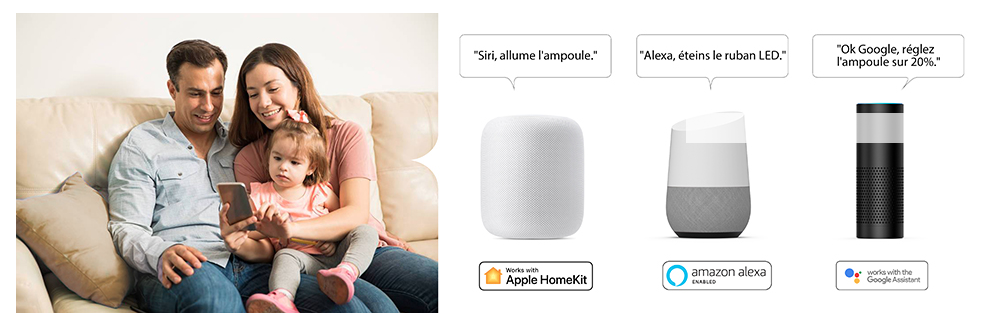 "Siri, allume l'ampoule."
"Alexa, éteins le ruban LED."
"Ok Google, réglez
l'ampoule sur 20%."
Works with
Apple HomeKit
amazon alexa
ENABLED
works with the
Google Assistant